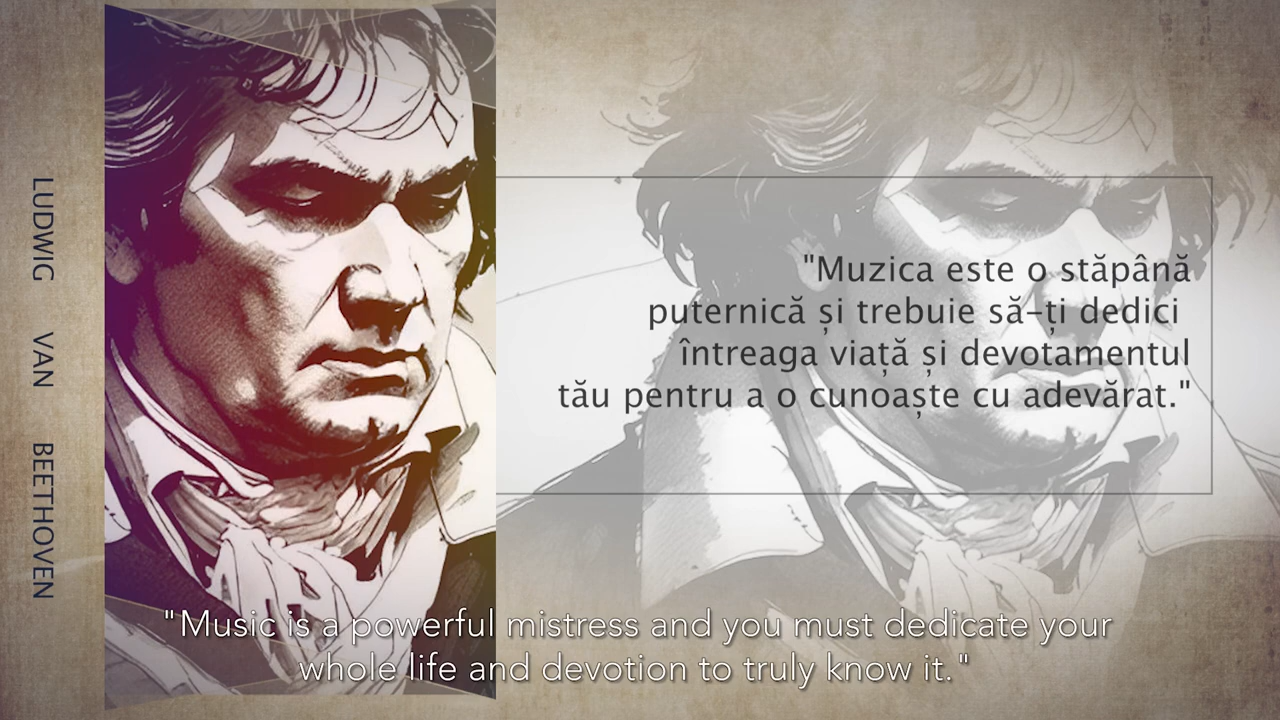 LUDWIG VAN BEETHOVEN
"Muzica este o stăpână
puternică și trebuie să-ți dedici
întreaga viață și devotamentul
tău pentru a o cunoaște cu adevărat."
"Music is a powerful mistress and you must dedicate your
whole life and devotion to truly know it."